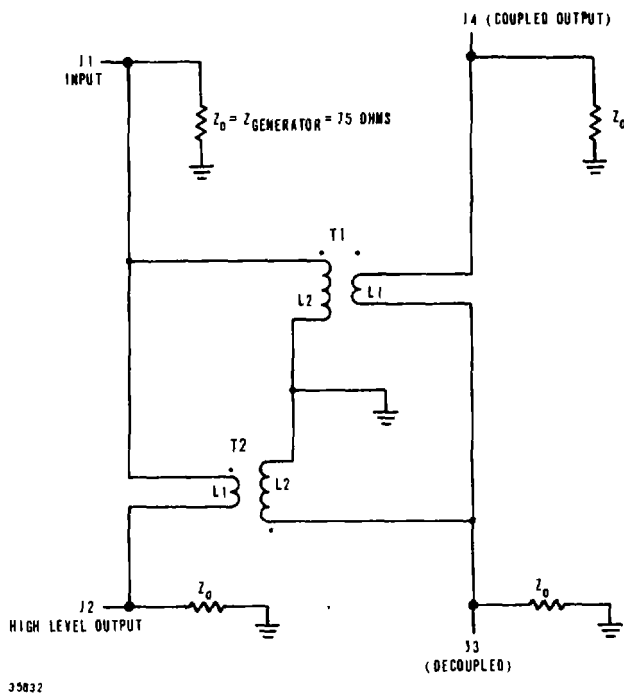 J1
INPUT
Z0 = ZGENERATOR = 75 OHMS
J4 (COUPLED OUTPUT)
Z0
T1
L2
L1
T2
L1
L2
J2
HIGH LEVEL OUTPUT
Z0
Z0
J3
(DECOUPLED)
35832